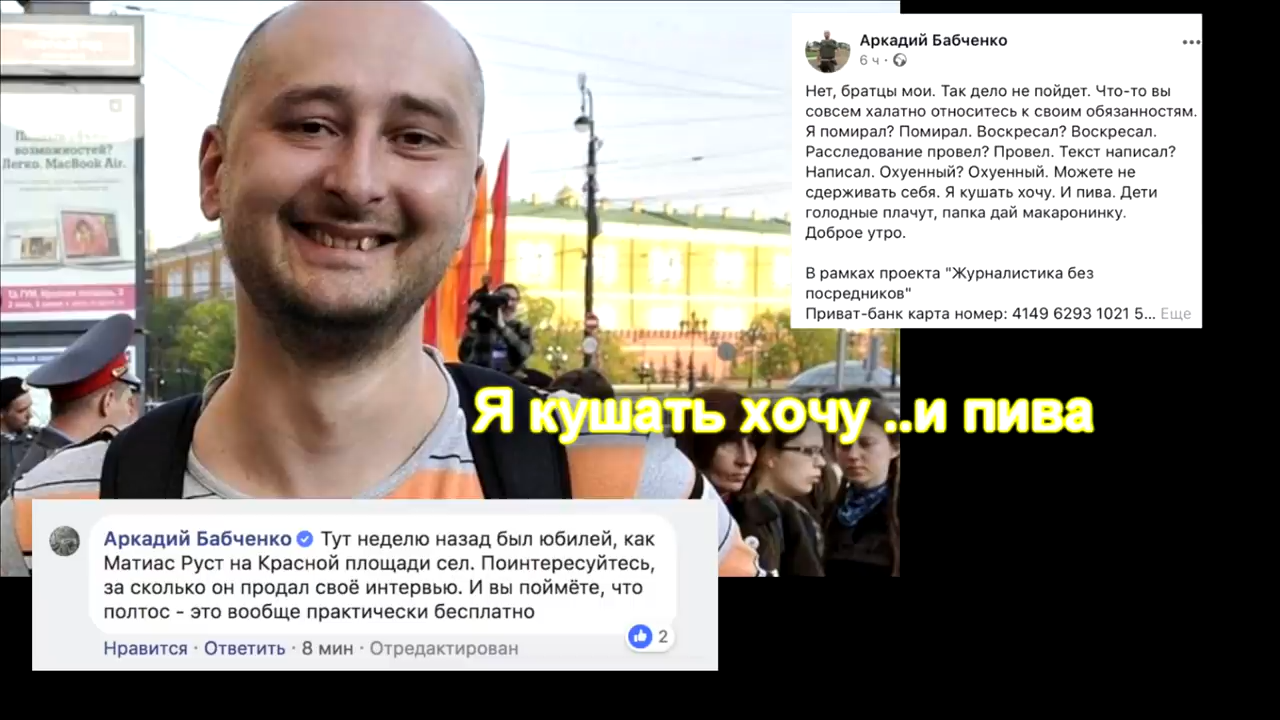 Аркадий Бабченко
6 ч
Нет, братцы мои. Так дело не пойдет. Что-то вы
совсем халатно относитесь к своим обязанностям.
Я помирал? Помирал. Воскресал? Воскресал.
Расследование провел? Провел. Текст написал?
Написал. Охуенный? Охуенный. Можете не
сдерживать себя. Я кушать хочу. И пива. Дети
голодные плачут, папка дай макаронинку.
Доброе утро.
В рамках проекта "Журналистика без
посредников"
Приват-банк карта номер: 4149 6293 1021 5... Еще
возможностей?
Легко. MacBook Air.
Я кушать хочу ..и пива
Аркадий Бабченко Тут неделю назад был юбилей, как
Матиас Руст на Красной площади сел. Поинтересуйтесь,
за сколько он продал своё интервью. И вы поймёте, что
полтос - это вообще практически бесплатно
2
Нравится · Ответить · 8 мин · Отредактирован